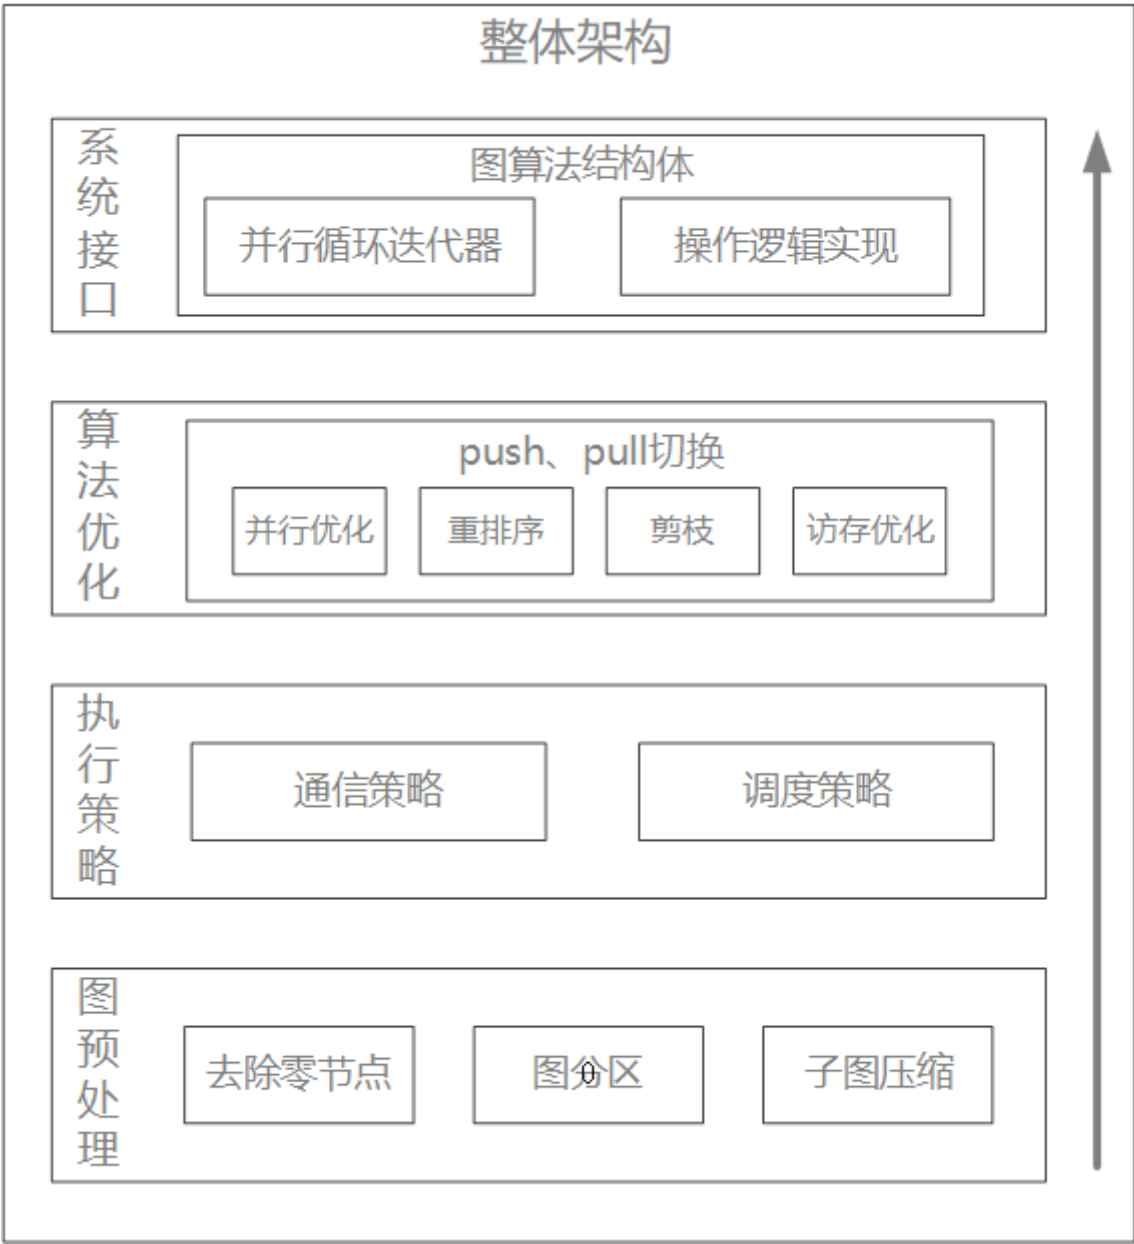 整体架构
系统接口
图算法结构体
并行循环迭代器
操作逻辑实现
算法优化
push、pull切换
并行优化
重排序
剪枝
访存优化
执行策略
通信策略
调度策略
图预处理
去除零节点
图分区
0
子图压缩